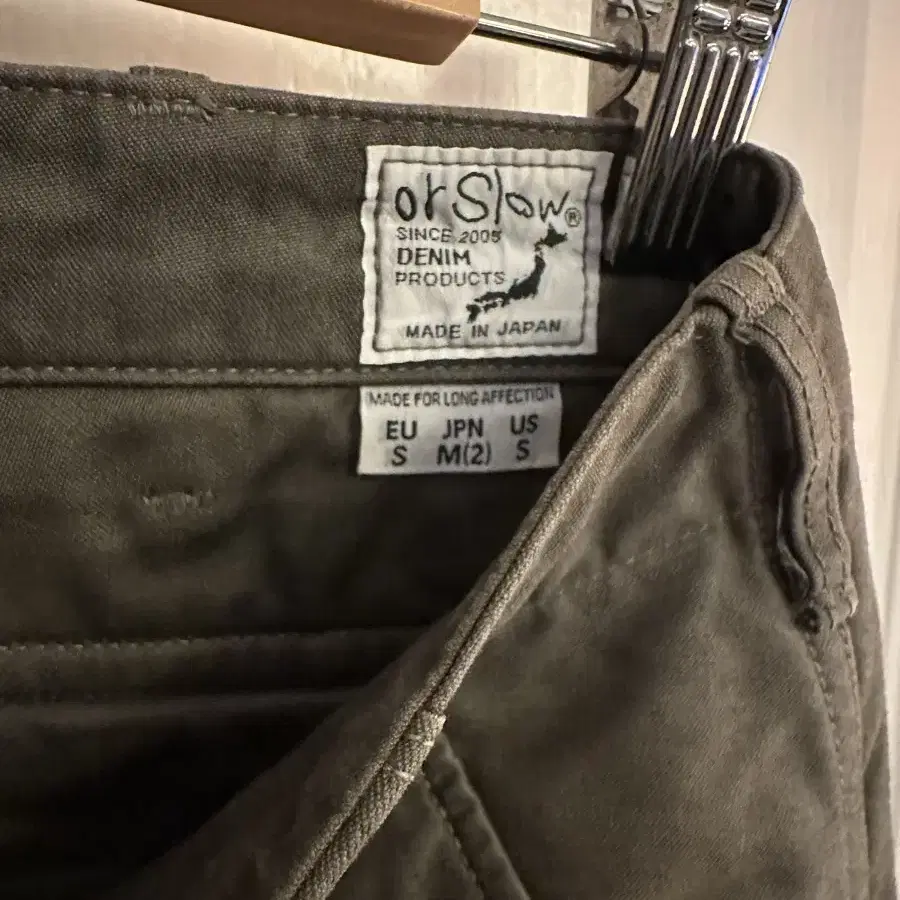 orSlow®
SINCE 2005
DENIM
PRODUCTS
MADE IN JAPAN
MADE FOR LONG AFFECTION
EU JPN US
S M(2) S